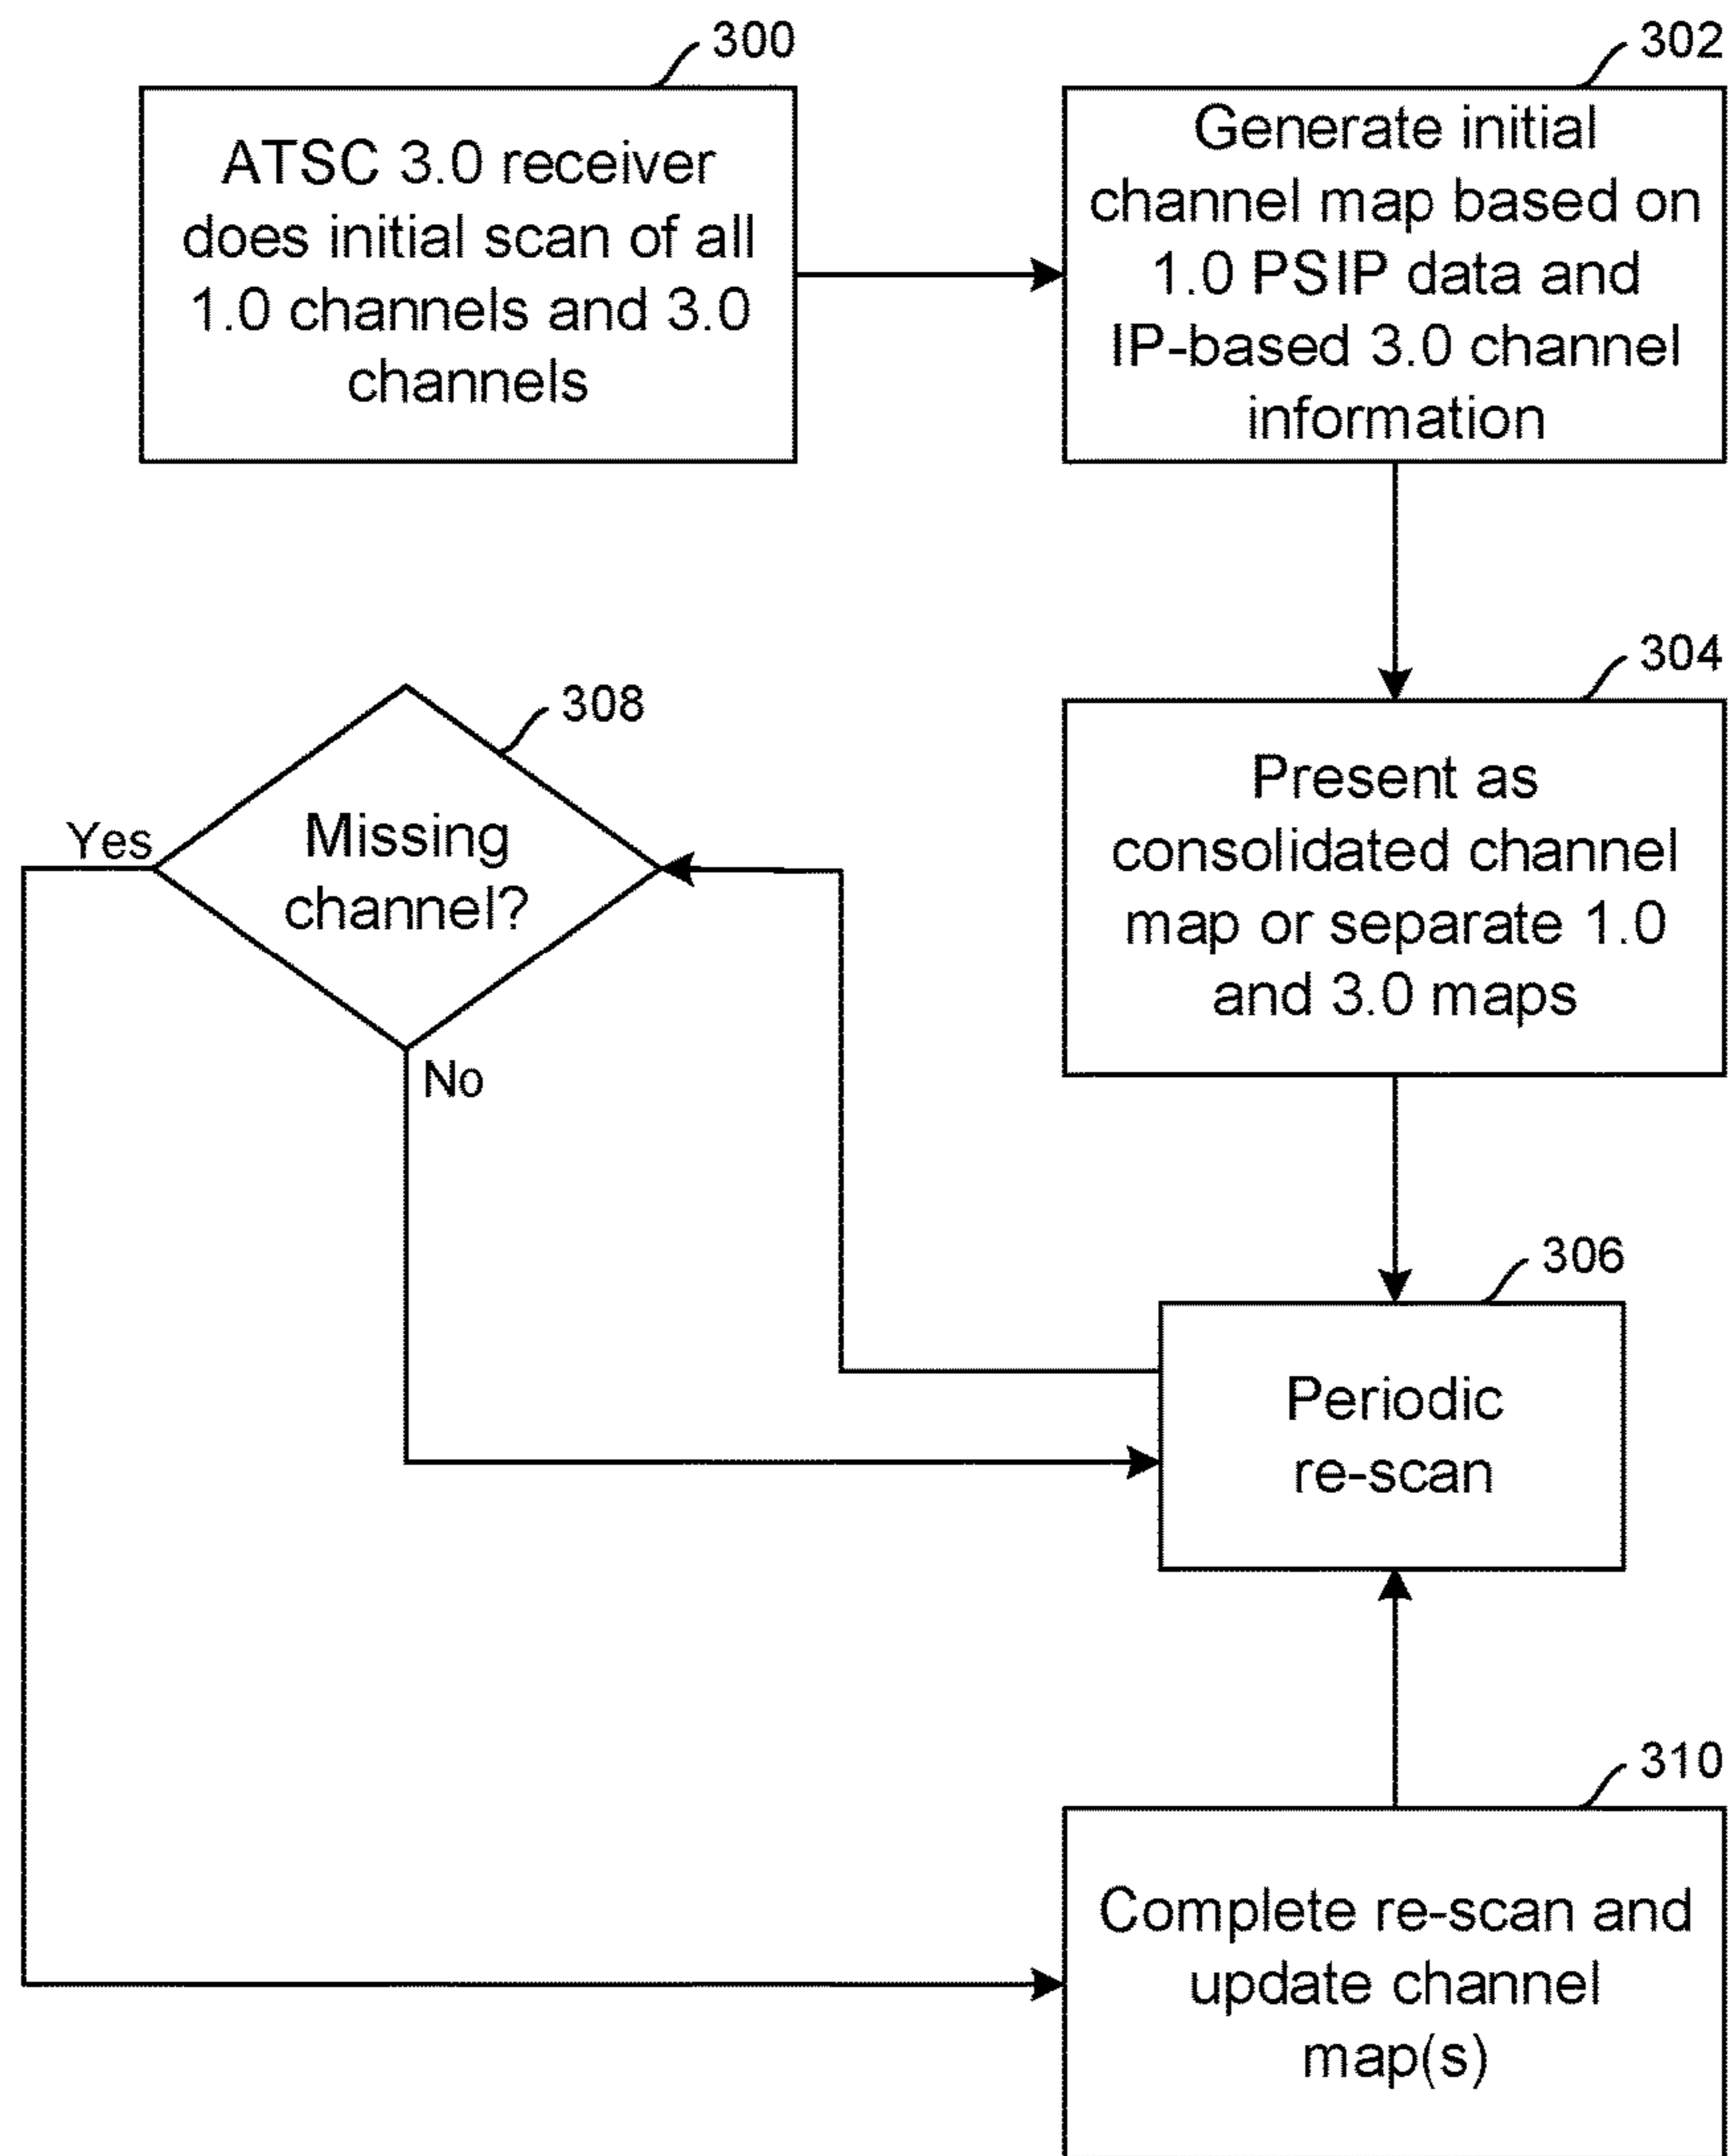 300
ATSC 3.0 receiver
does initial scan of all
1.0 channels and 3.0
channels
302
Generate initial
channel map based on
1.0 PSIP data and
IP-based 3.0 channel
information
304
Present as
consolidated channel
map or separate 1.0
and 3.0 maps
306
Periodic
re-scan
308
Missing
channel?
Yes
No
310
Complete re-scan and
update channel
map(s)